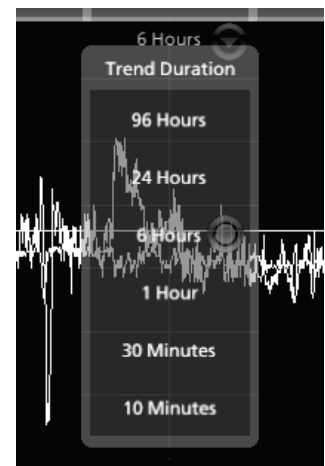 6 Hours
Trend Duration
96 Hours
24 Hours
6 Hours
1 Hour
30 Minutes
10 Minutes